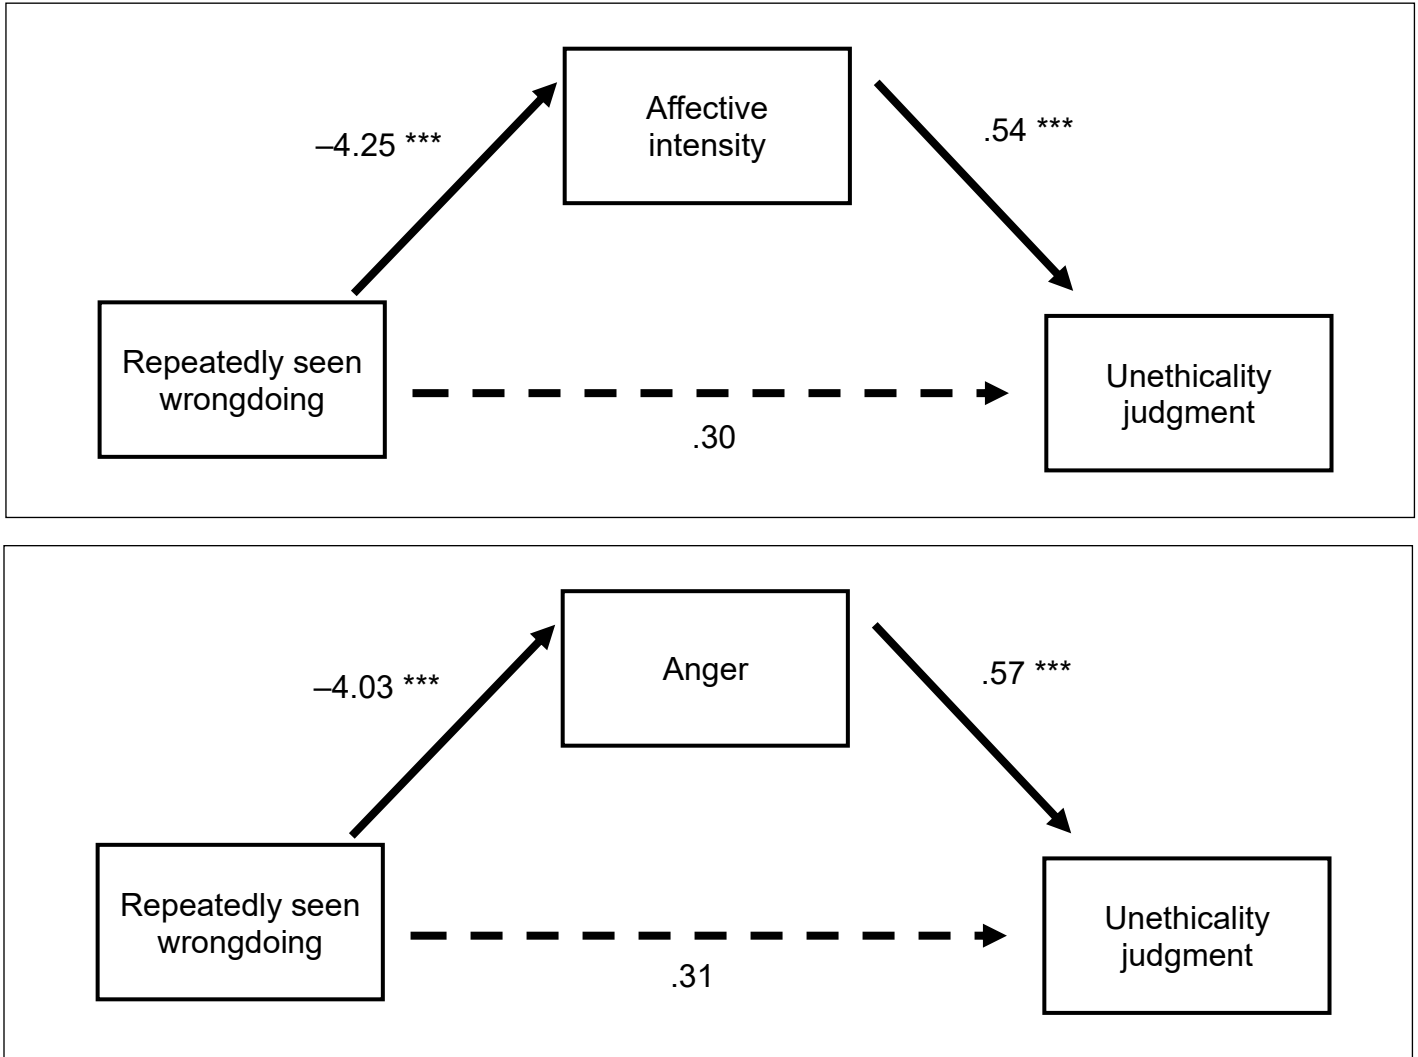 Affective
intensity
–4.25 ***
.54 ***
Repeatedly seen
wrongdoing
Unethicality
judgment
.30
Anger
–4.03 ***
.57 ***
Repeatedly seen
wrongdoing
Unethicality
judgment
.31